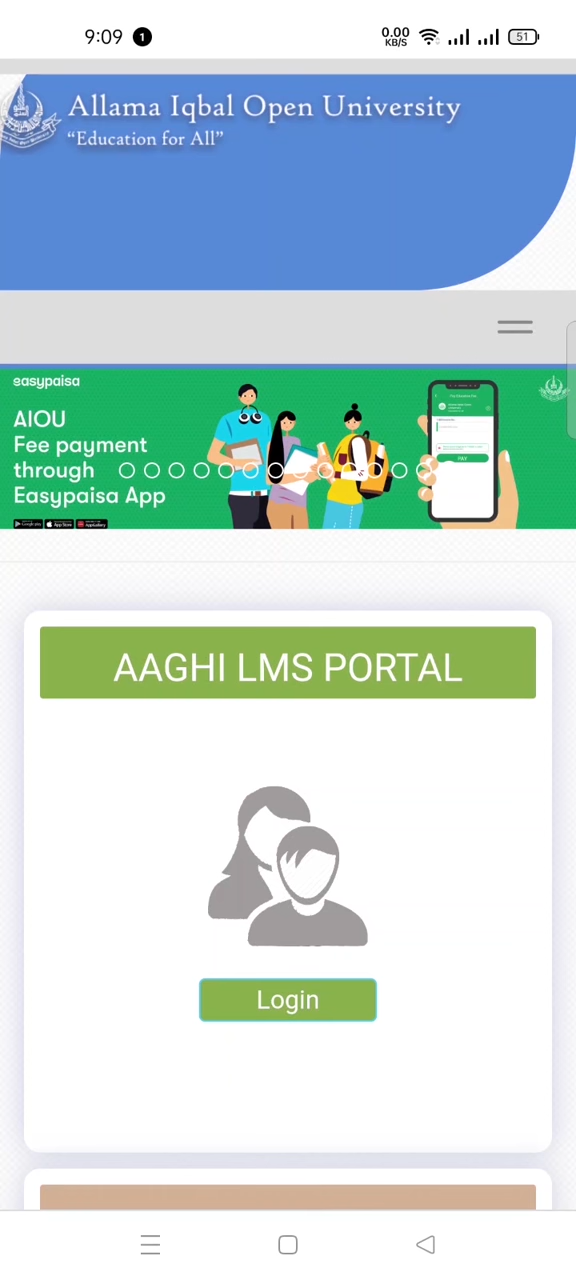 9:09 1 0.00 KB/S 51
Allama Iqbal Open University
“Education for All”
easypaisa
AIOU
Fee payment
through
Easypaisa App
PAY
AAGHI LMS PORTAL
Login